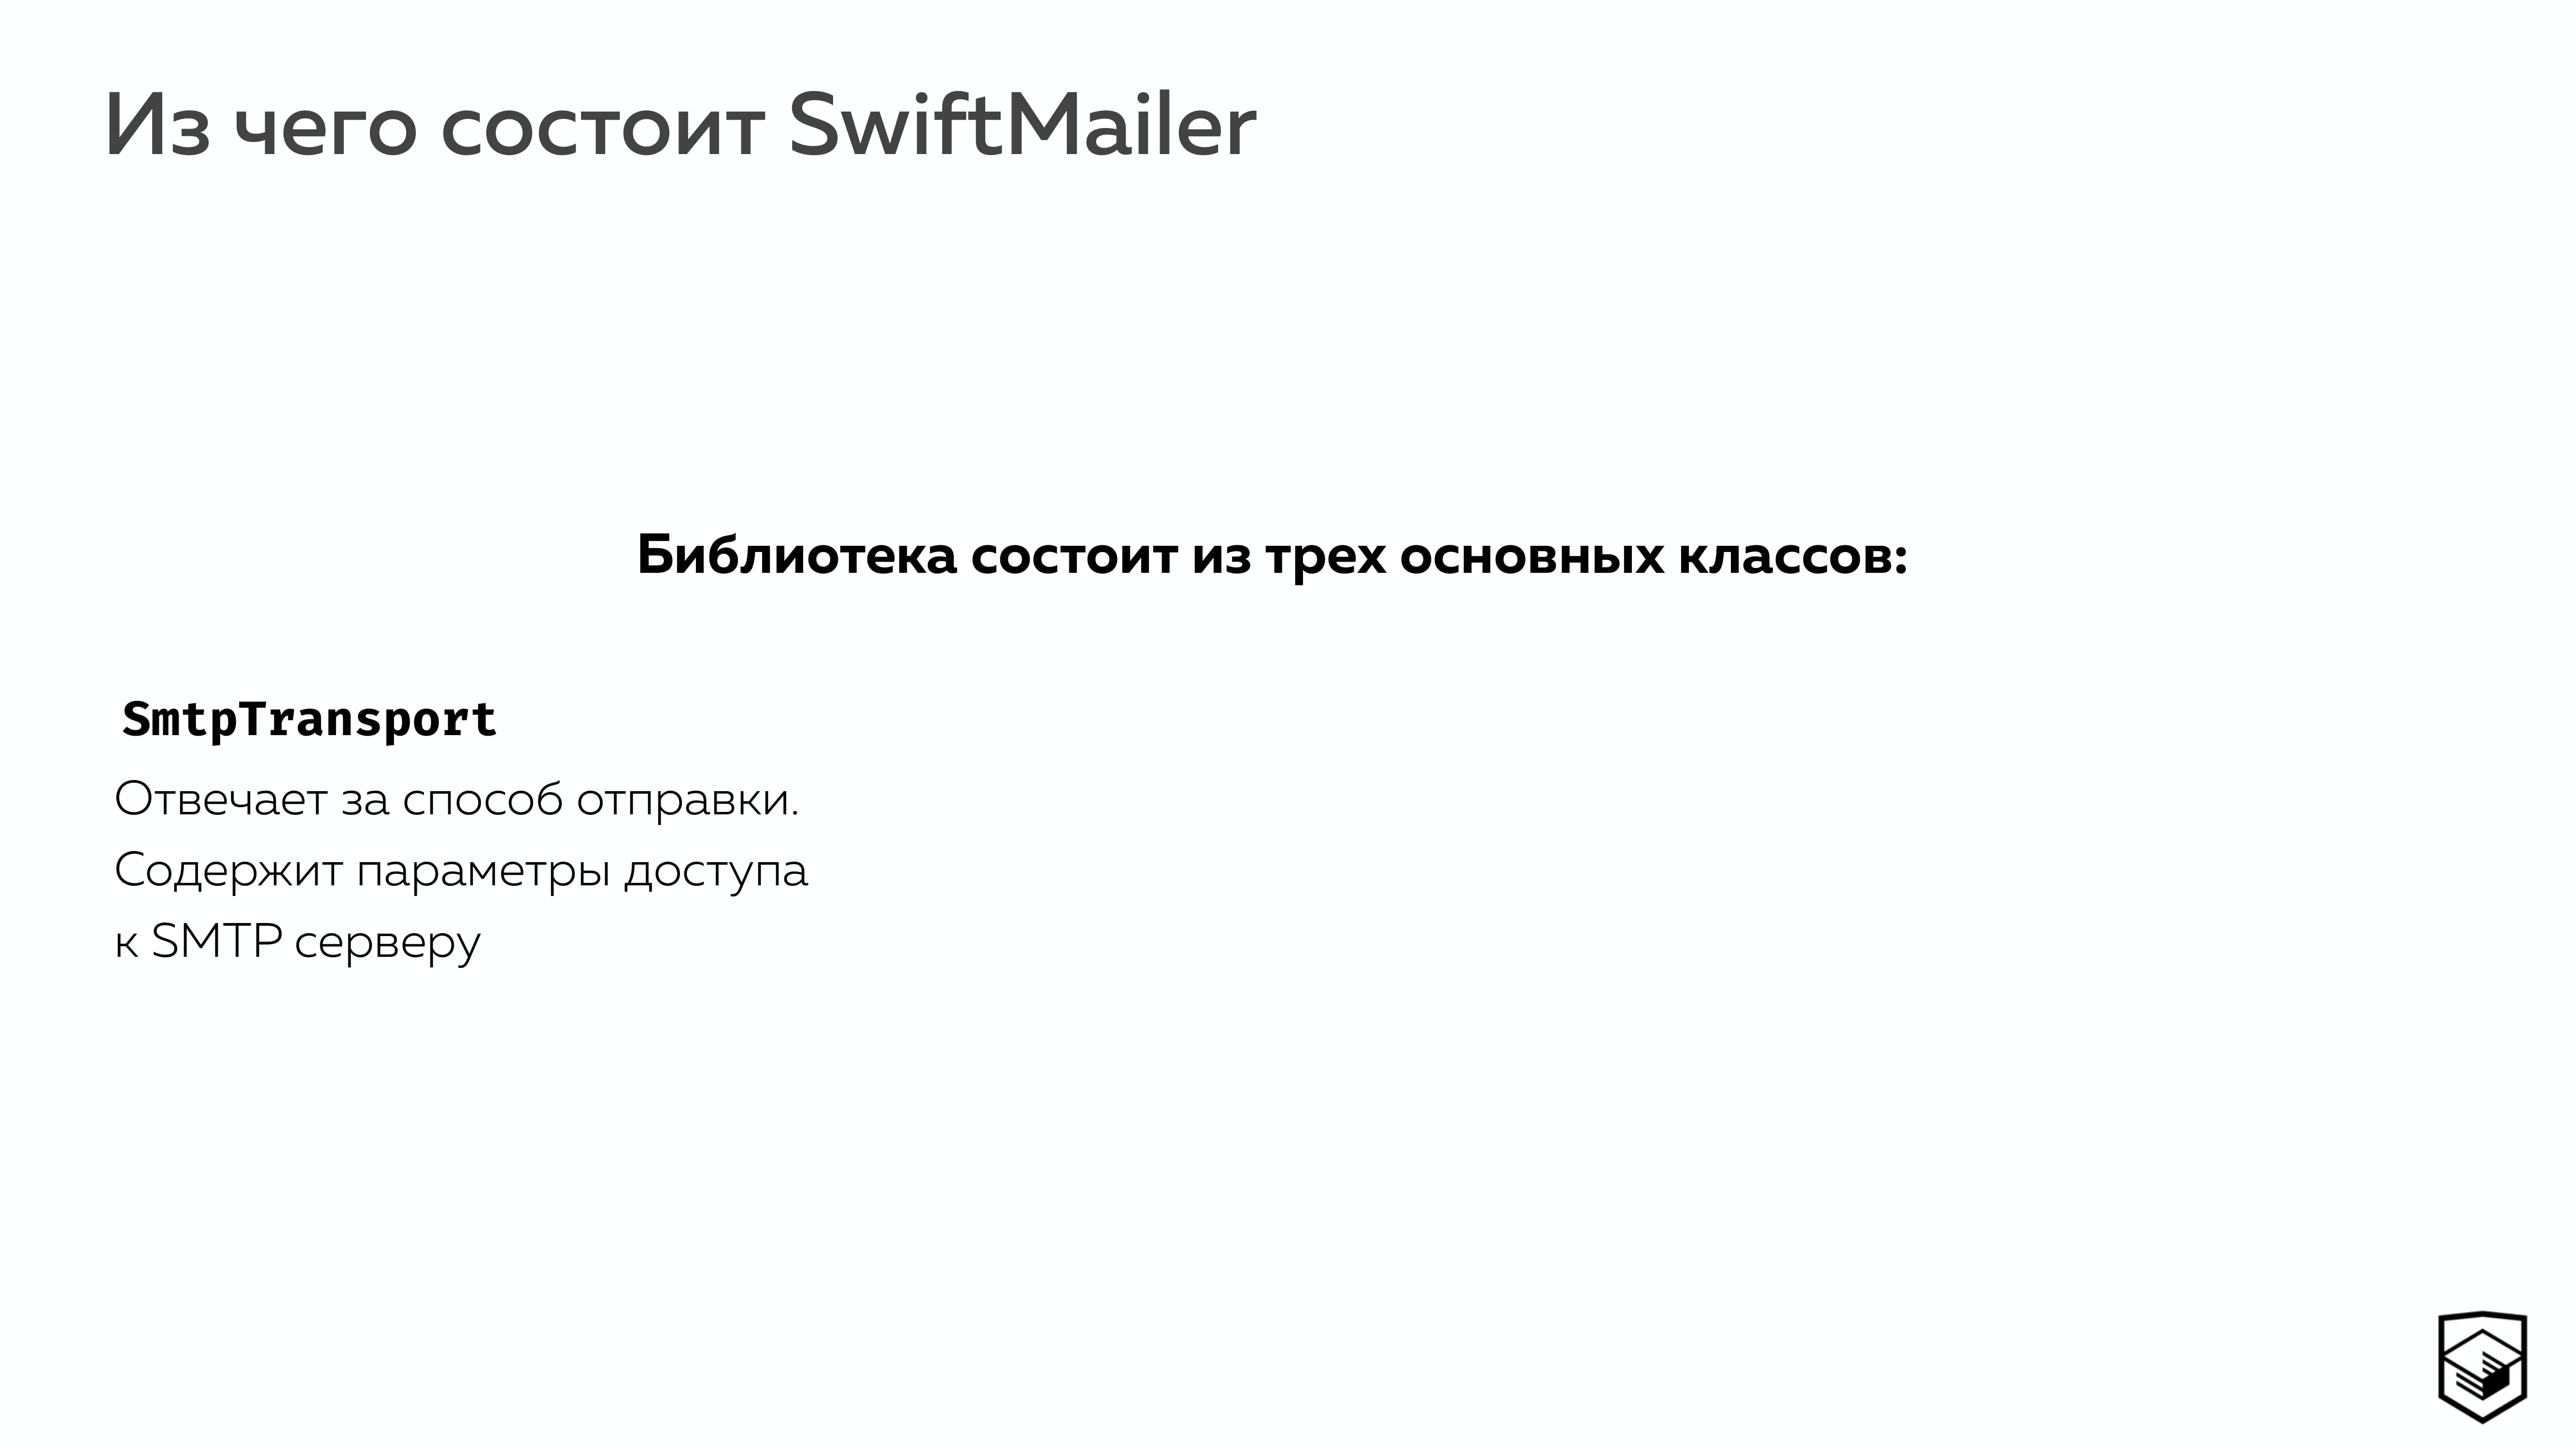 Из чего состоит SwiftMailer
Библиотека состоит из трех основных классов:
SmtpTransport
Отвечает за способ отправки.
Содержит параметры доступа
к SMTP серверу